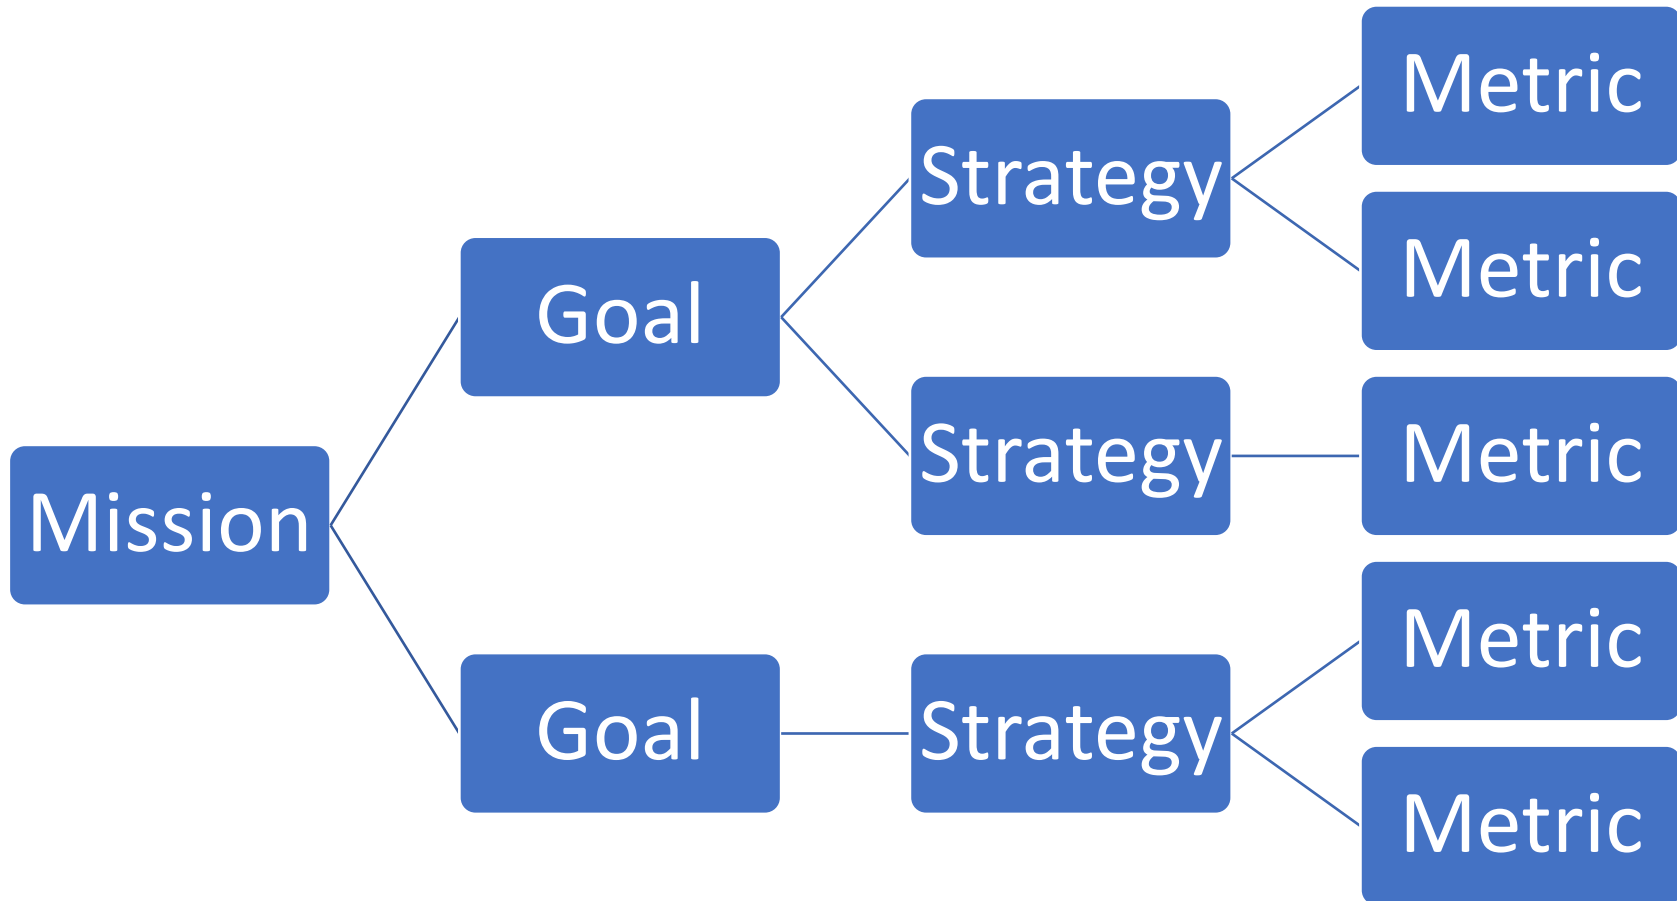 Mission
Goal
Strategy
Metric
Metric
Strategy
Metric
Goal
Strategy
Metric
Metric